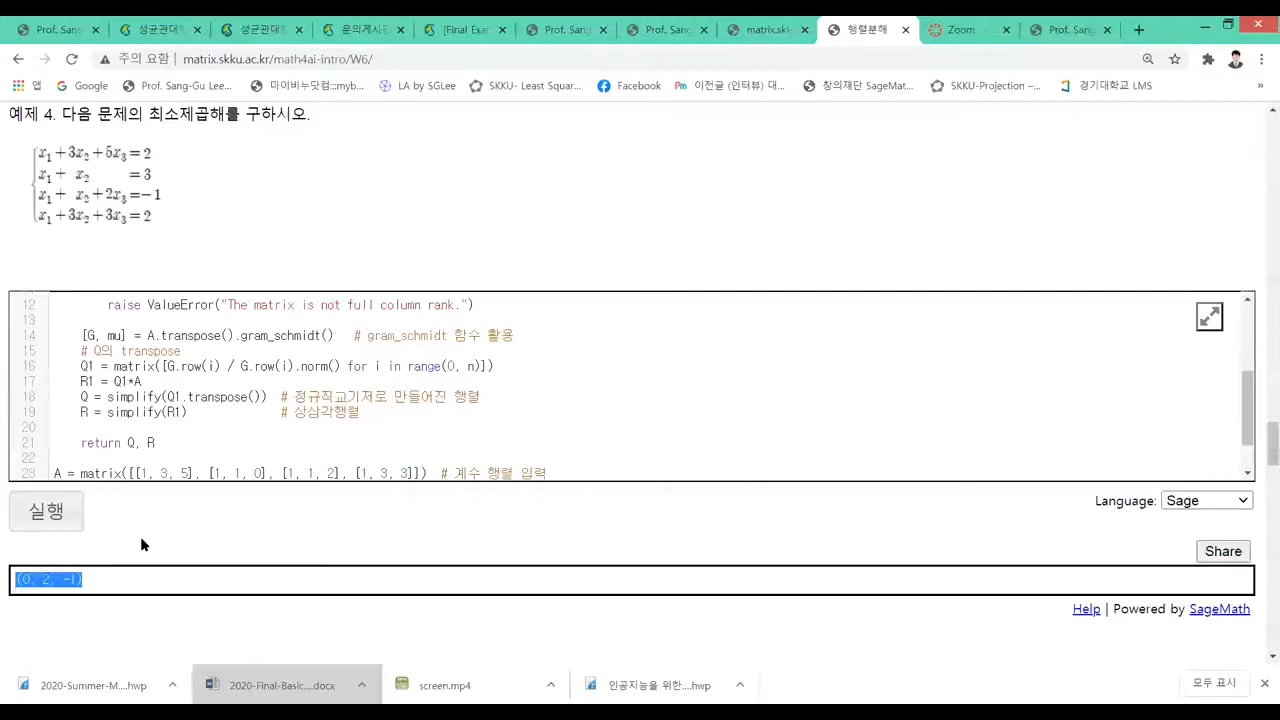 Prof. Sang
성균관대학
성균관대학
문의게시판
[Final Exar
Prof. Sang
Prof. Sang
matrix.skku
행렬분해
Zoom
Prof. Sang
주의 요함 | matrix.skku.ac.kr/math4ai-intro/W6/
앱
Google
Prof. Sang-Gu Lee...
마이비누닷컴:::myb...
LA by SGLee
SKKU- Least Squar...
Facebook
이전글 (인터뷰) 대...
창의재단 SageMat...
SKKU-Projection –...
경기대학교 LMS
»
예제 4. 다음 문제의 최소제곱해를 구하시오.
x₁+3x₂+5x₃=2
x₁+ x₂ =3
x₁+ x₂+2x₃=−1
x₁+3x₂+3x₃=2
12 raise ValueError("The matrix is not full column rank.")
13
14 [G, mu] = A.transpose().gram_schmidt() # gram_schmidt 함수 활용
15 # Q의 transpose
16 Q1 = matrix([G.row(i) / G.row(i).norm() for i in range(0, n)])
17 R1 = Q1*A
18 Q = simplify(Q1.transpose()) # 정규직교기저로 만들어진 행렬
19 R = simplify(R1) # 상삼각행렬
20
21 return Q, R
22
23 A = matrix([[1, 3, 5], [1, 1, 0], [1, 1, 2], [1, 3, 3]]) # 계수 행렬 입력
실행
Language: Sage
Share
(0, 2, -1)
Help | Powered by SageMath
2020-Summer-M....hwp
2020-Final-Basic....docx
screen.mp4
인공지능을 위한....hwp
모두 표시